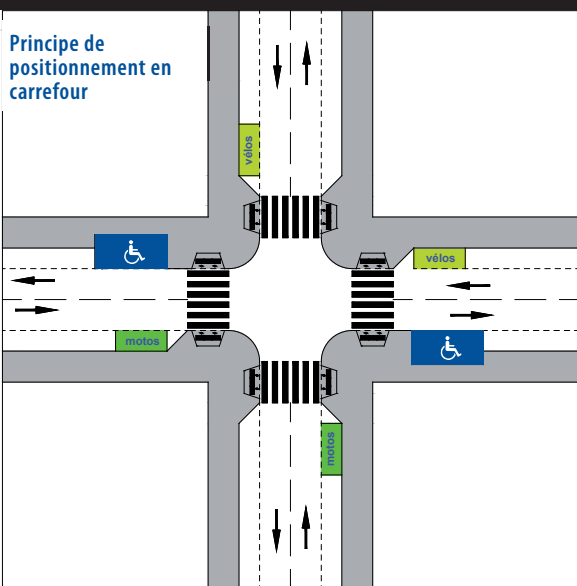 Principe de
positionnement en
carrefour
vélos
vélos
motos
motos